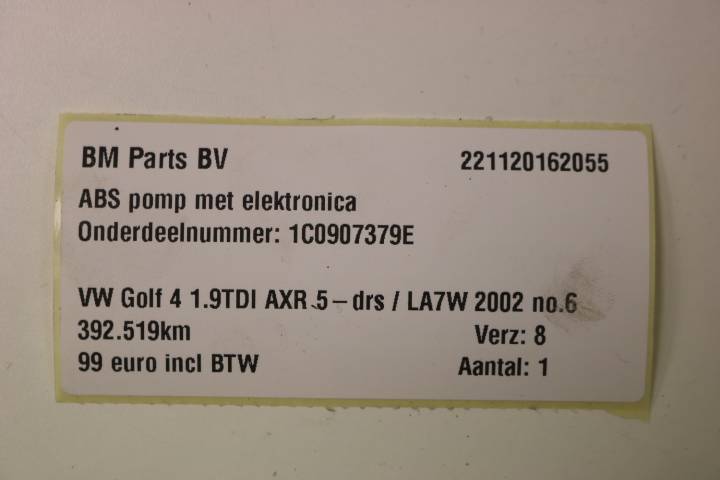 BM Parts BV 221120162055
ABS pomp met elektronica
Onderdeelnummer: 1C0907379E
VW Golf 4 1.9TDI AXR 5-drs / LA7W 2002 no.6
392.519km Verz: 8
99 euro incl BTW Aantal: 1